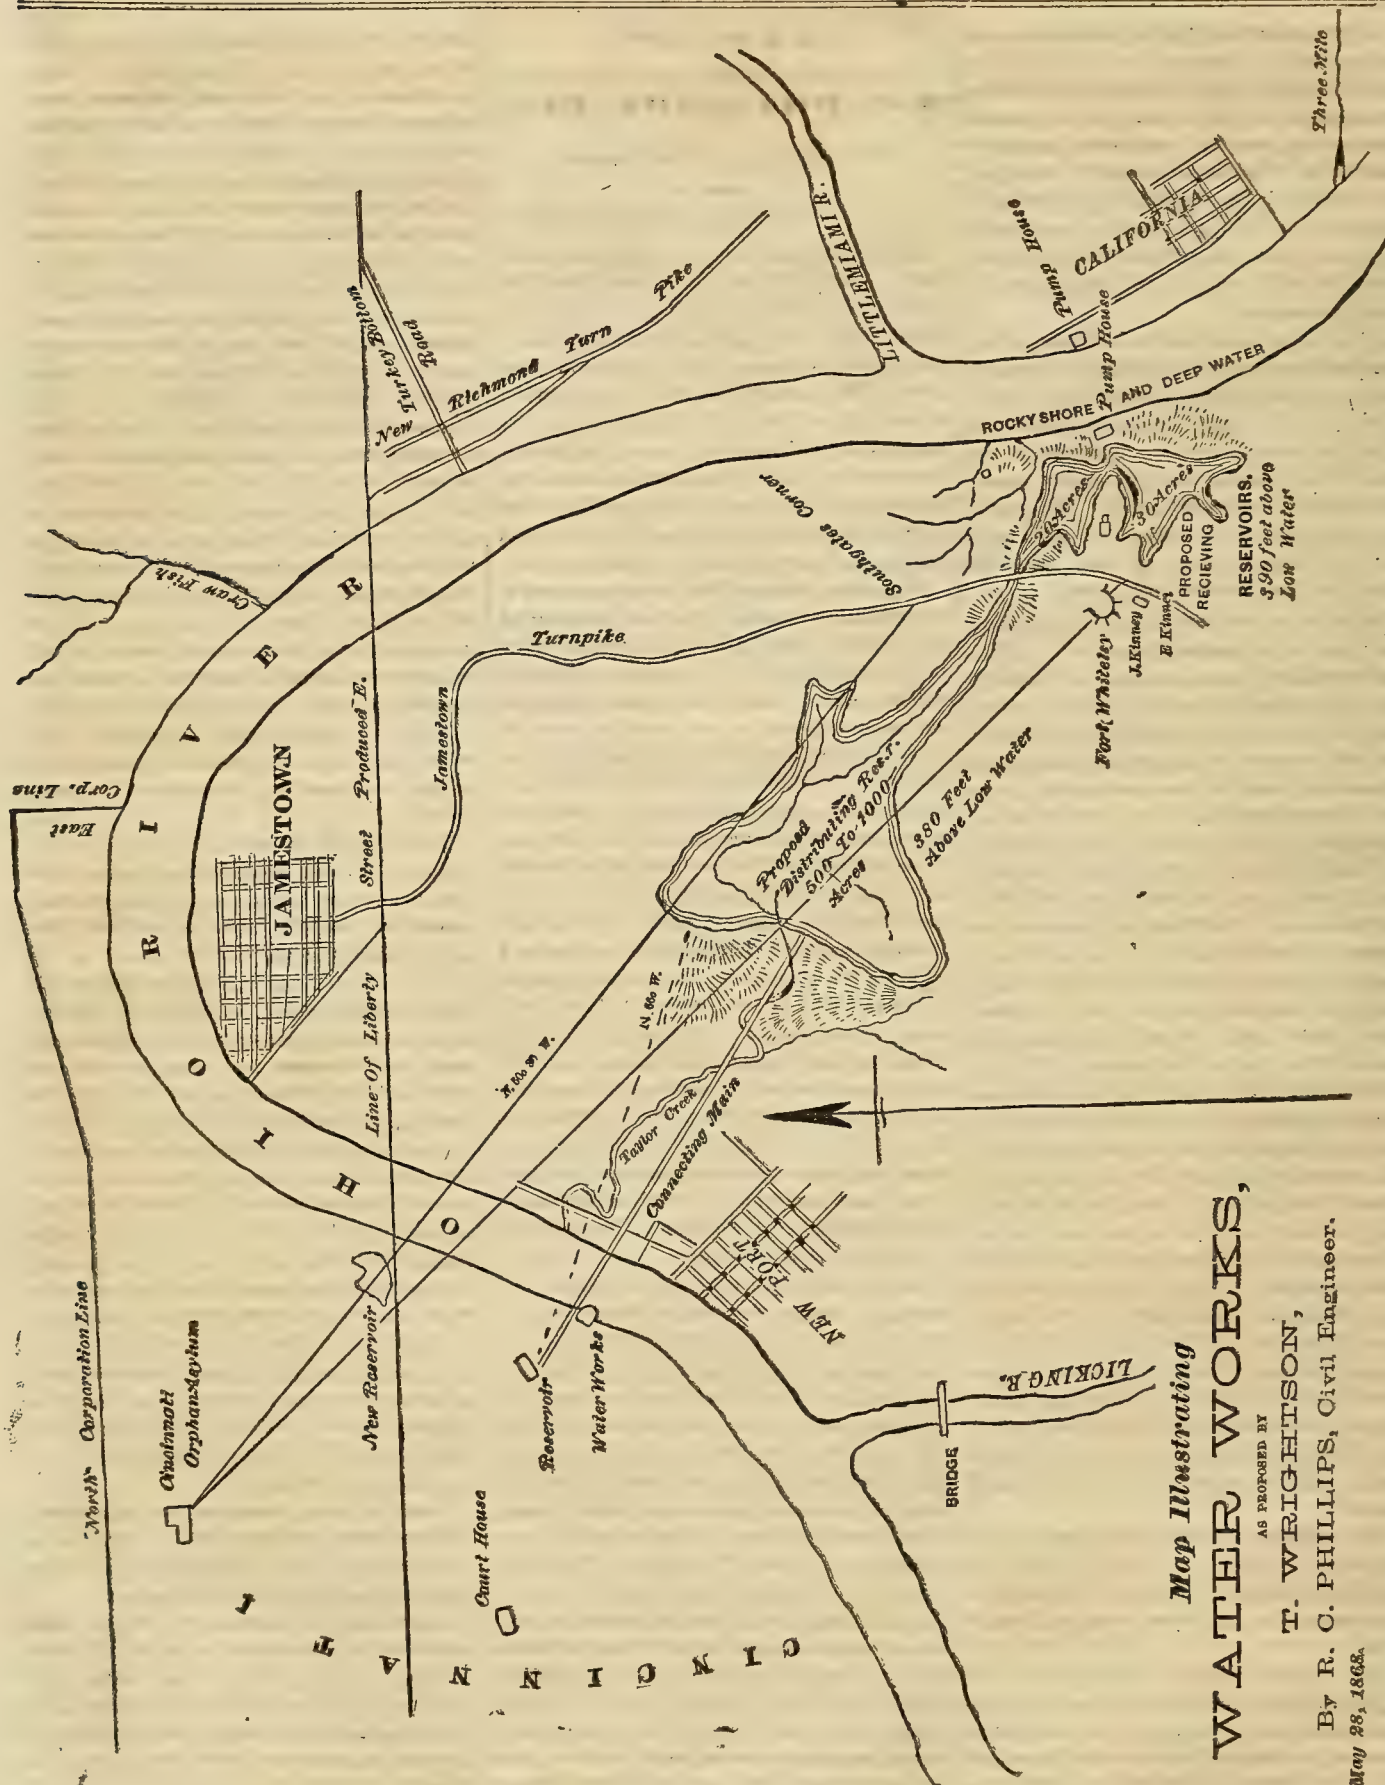 Map Illustrating
WATER WORKS,
AS PROPOSED BY
T. WRIGHTSON,
By R. C. PHILLIPS, Civil Engineer.
May 28, 1868.
North Corporation Line
East
Corp. Line
Cincinnati
Orphan Asylum
New Reservoir
Line Of Liberty Street Produced E.
CINCINNATI
Court House
Reservoir
Water Works
OHIO RIVER
JAMESTOWN
Jamestown Turnpike
Craw Fish
Turkey Bottom
Road
New Richmond Turn Pike
LITTLE MIAMI R.
Three Mile
CALIFORNIA
Pump House
Pump House
ROCKY SHORE AND DEEP WATER
Southgates Corner
20 Acres
30 Acres
PROPOSED
RECIEVING
RESERVOIRS.
390 feet above
Low Water
Fort Whiteley
J. Kinney
E Kinney
Proposed
Distributing Res.r.
500 To 1000
Acres
380 Feet
Above Low Water
N. 60o W.
Taylor Creek
Connecting Main
NEW
PORT
LICKING R.
BRIDGE